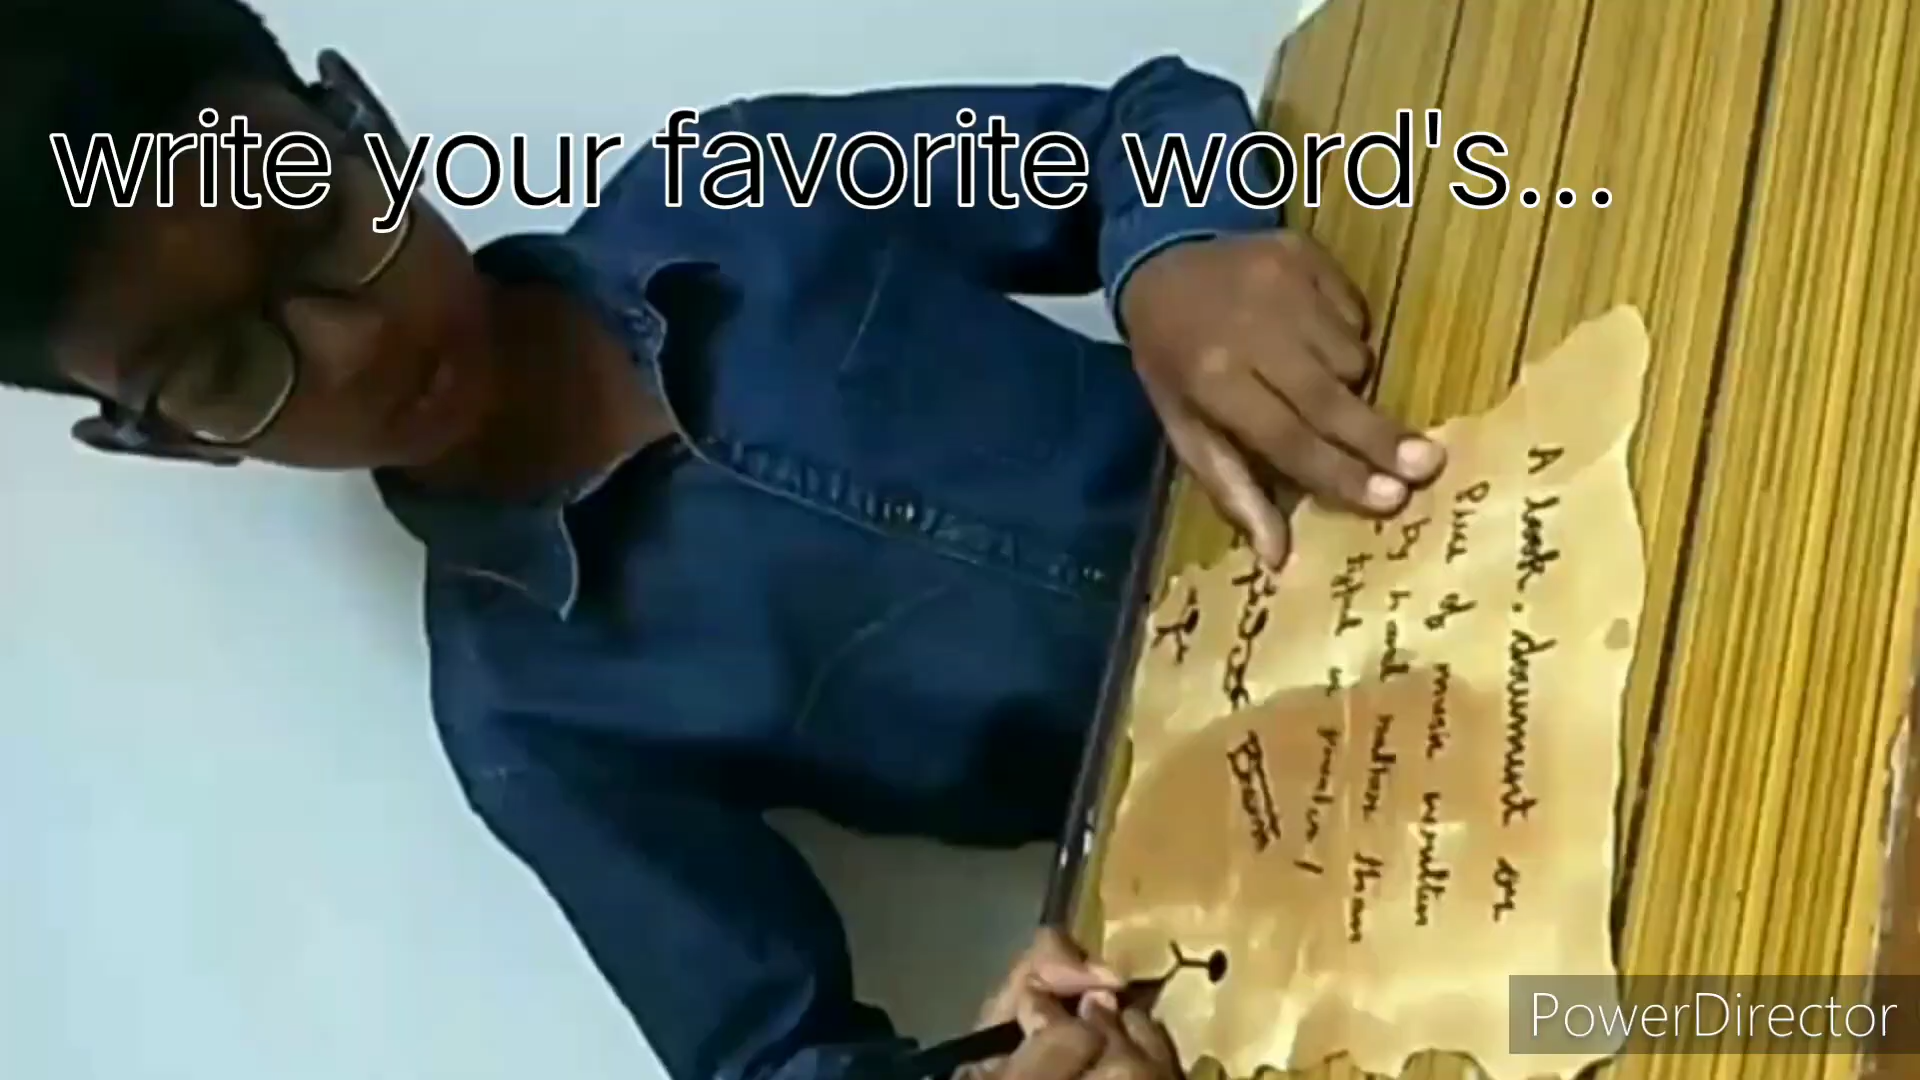 write your favorite word's...
A book, document or
piece of music written
by hand rather than
typed or printed
PowerDirector